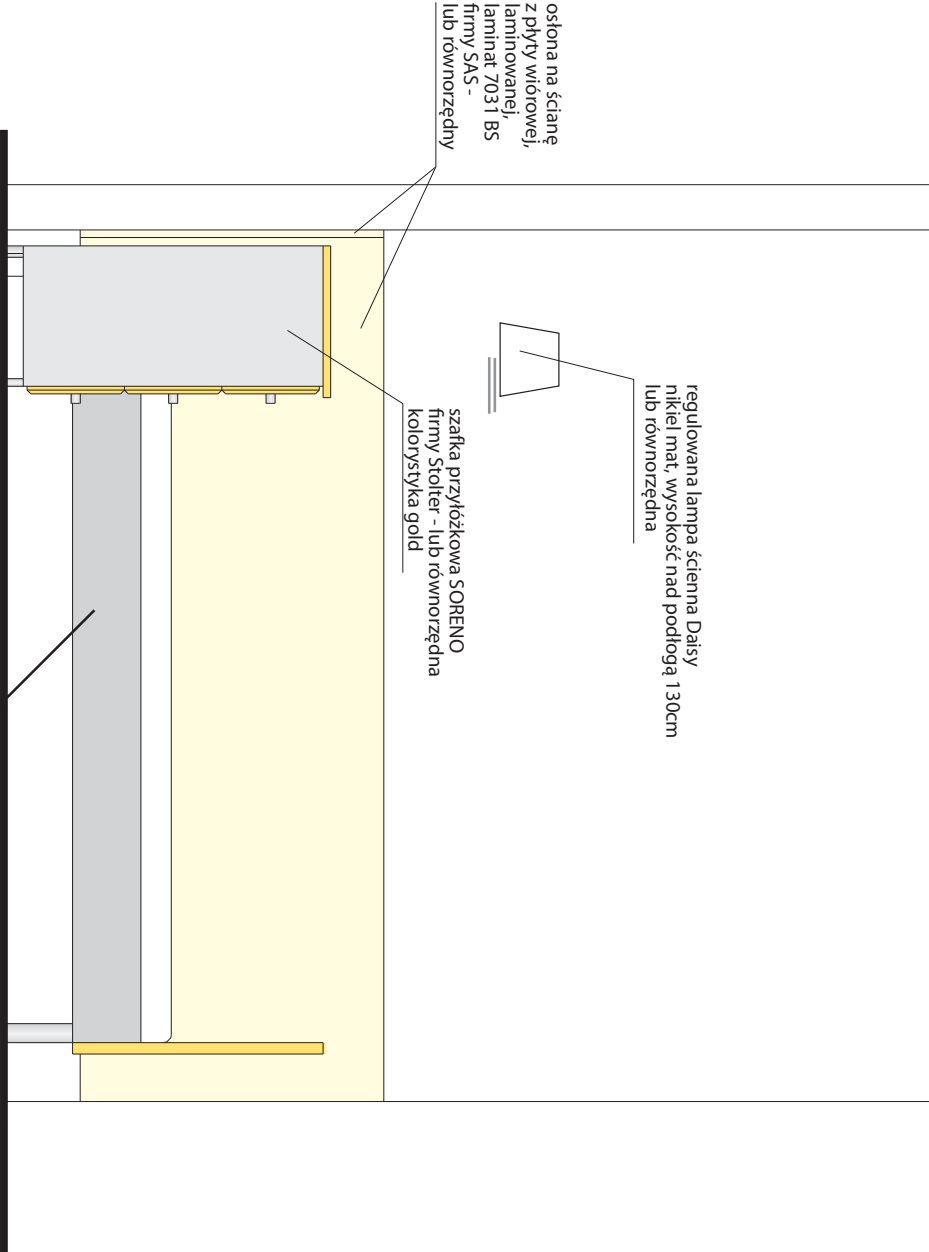 osłona na ścianę
z płyty wiórowej,
laminowanej,
laminat 7031 BS
firmy SAS -
lub równorzędny
regulowana lampa ścienna Daisy
nikiel mat, wysokość nad podłogą 130cm
lub równorzędna
szafka przyłóżkowa SORENO
firmy Stolter - lub równorzędna
kolorystyka gold